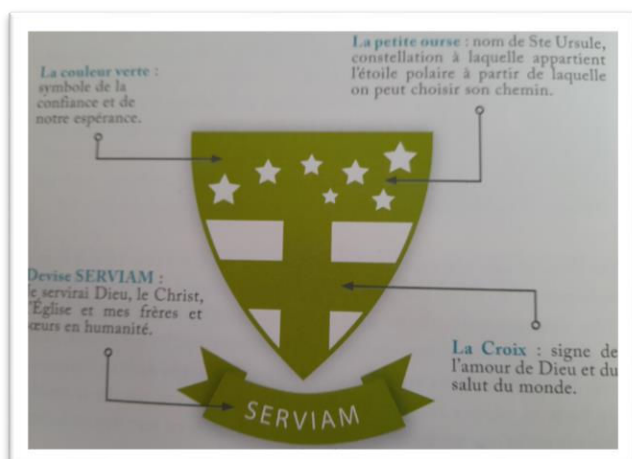 La couleur verte :
symbole de la
confiance et de
notre espérance.
La petite ourse : nom de Ste Ursule,
constellation à laquelle appartient
l'étoile polaire à partir de laquelle
on peut choisir son chemin.
Devise SERVIAM :
Je servirai Dieu, le Christ,
l'Église et mes frères et
sœurs en humanité.
La Croix : signe de
l'amour de Dieu et du
salut du monde.
SERVIAM